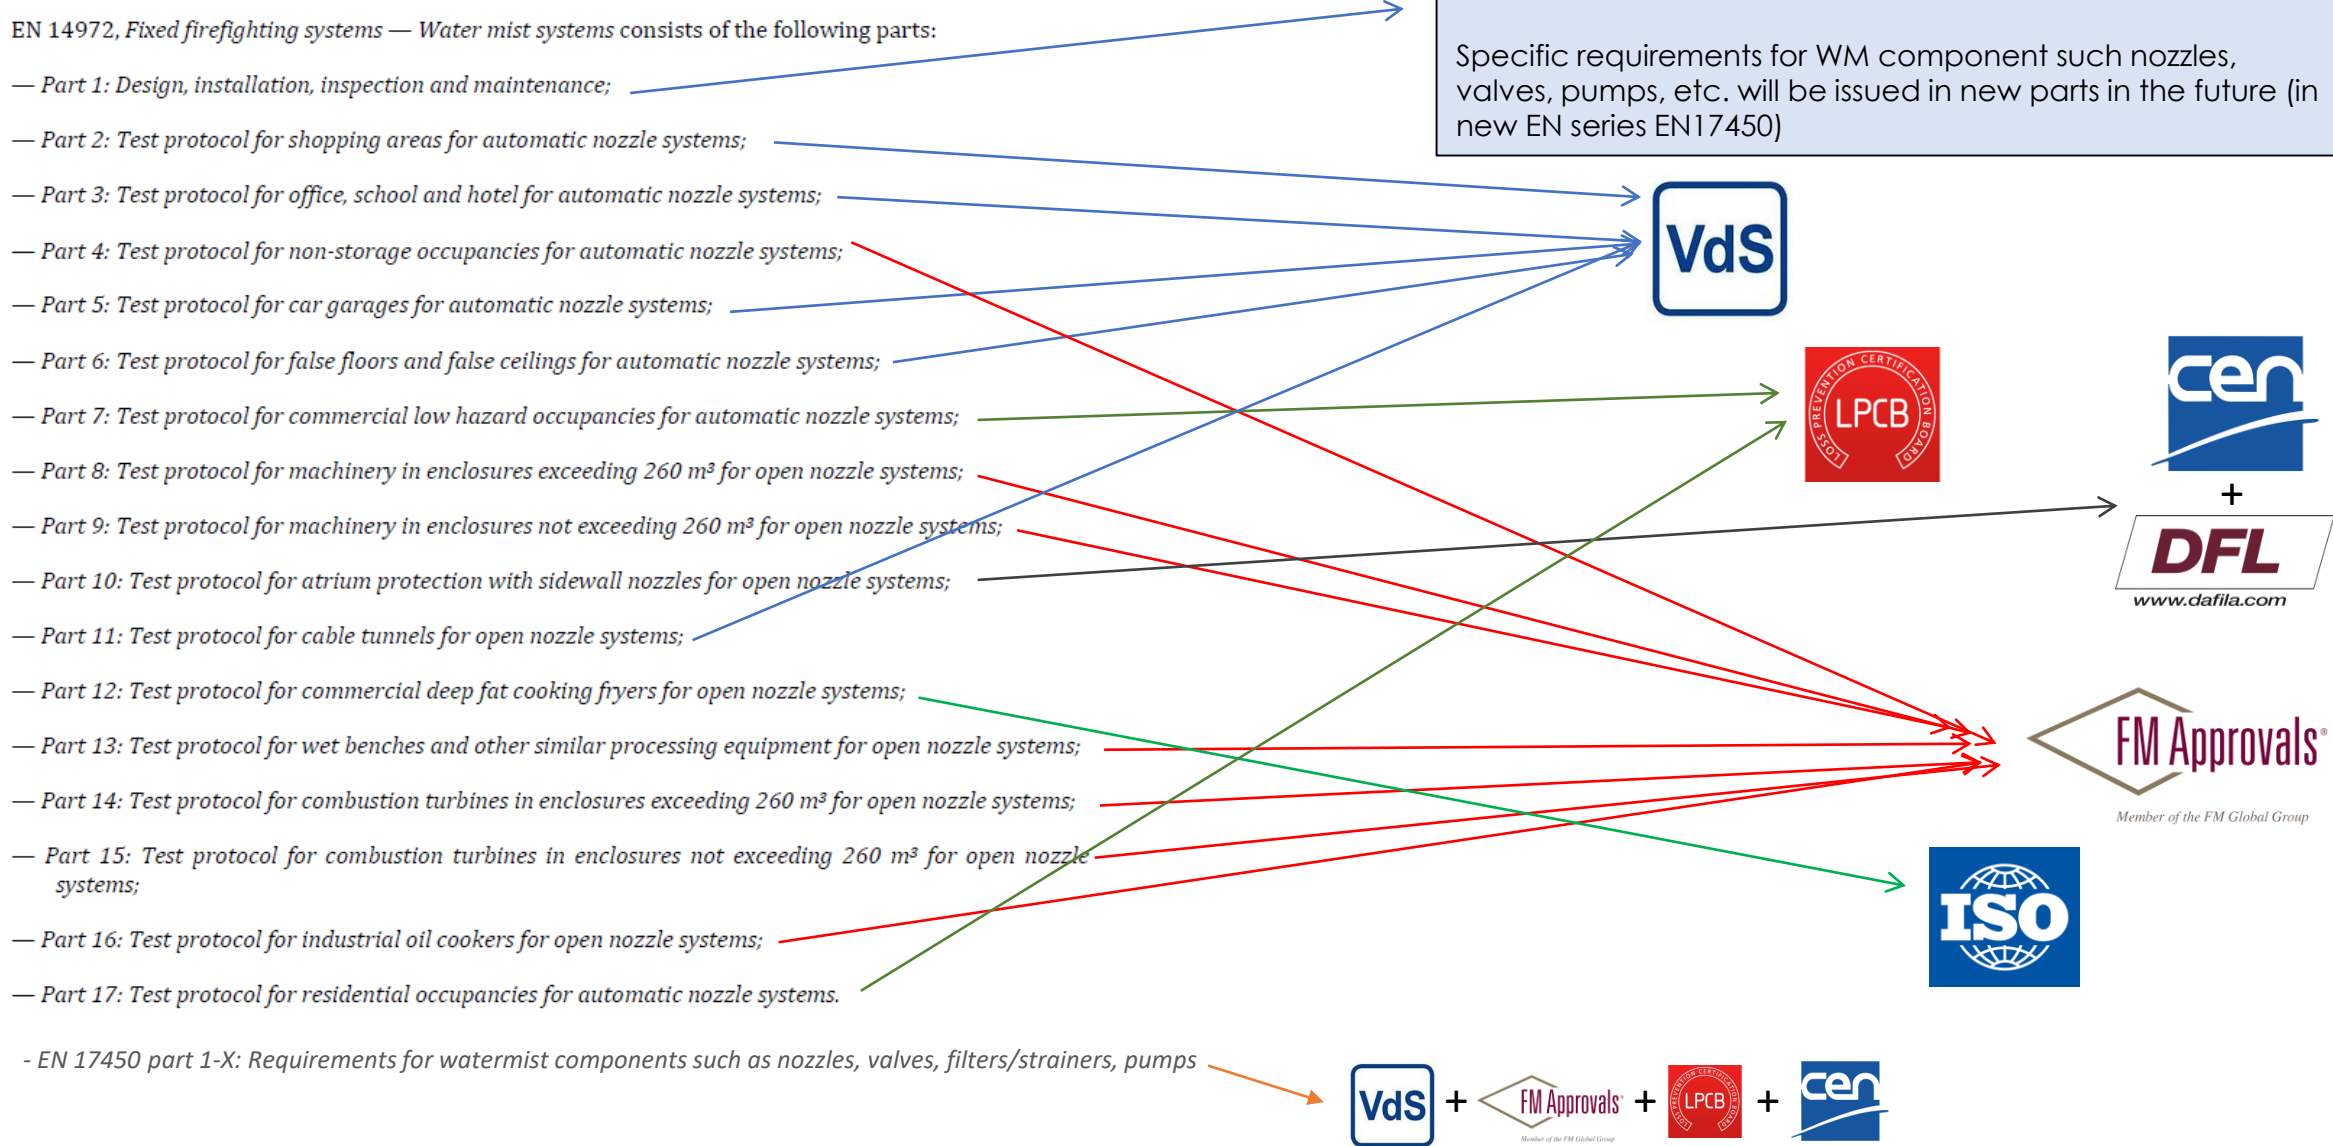 EN 14972, Fixed firefighting systems — Water mist systems consists of the following parts:
— Part 1: Design, installation, inspection and maintenance;
— Part 2: Test protocol for shopping areas for automatic nozzle systems;
— Part 3: Test protocol for office, school and hotel for automatic nozzle systems;
— Part 4: Test protocol for non-storage occupancies for automatic nozzle systems;
— Part 5: Test protocol for car garages for automatic nozzle systems;
— Part 6: Test protocol for false floors and false ceilings for automatic nozzle systems;
— Part 7: Test protocol for commercial low hazard occupancies for automatic nozzle systems;
— Part 8: Test protocol for machinery in enclosures exceeding 260 m³ for open nozzle systems;
— Part 9: Test protocol for machinery in enclosures not exceeding 260 m³ for open nozzle systems;
— Part 10: Test protocol for atrium protection with sidewall nozzles for open nozzle systems;
— Part 11: Test protocol for cable tunnels for open nozzle systems;
— Part 12: Test protocol for commercial deep fat cooking fryers for open nozzle systems;
— Part 13: Test protocol for wet benches and other similar processing equipment for open nozzle systems;
— Part 14: Test protocol for combustion turbines in enclosures exceeding 260 m³ for open nozzle systems;
— Part 15: Test protocol for combustion turbines in enclosures not exceeding 260 m³ for open nozzle
systems;
— Part 16: Test protocol for industrial oil cookers for open nozzle systems;
— Part 17: Test protocol for residential occupancies for automatic nozzle systems.
- EN 17450 part 1-X: Requirements for watermist components such as nozzles, valves, filters/strainers, pumps
Specific requirements for WM component such nozzles,
valves, pumps, etc. will be issued in new parts in the future (in
new EN series EN17450)
VdS
LOSS PREVENTION CERTIFICATION BOARD
LPCB
cen
+
DFL
www.dafila.com
FM Approvals®
Member of the FM Global Group
ISO
VdS + FM Approvals + LPCB + cen
Member of the FM Global Group
LOSS PREVENTION CERTIFICATION BOARD